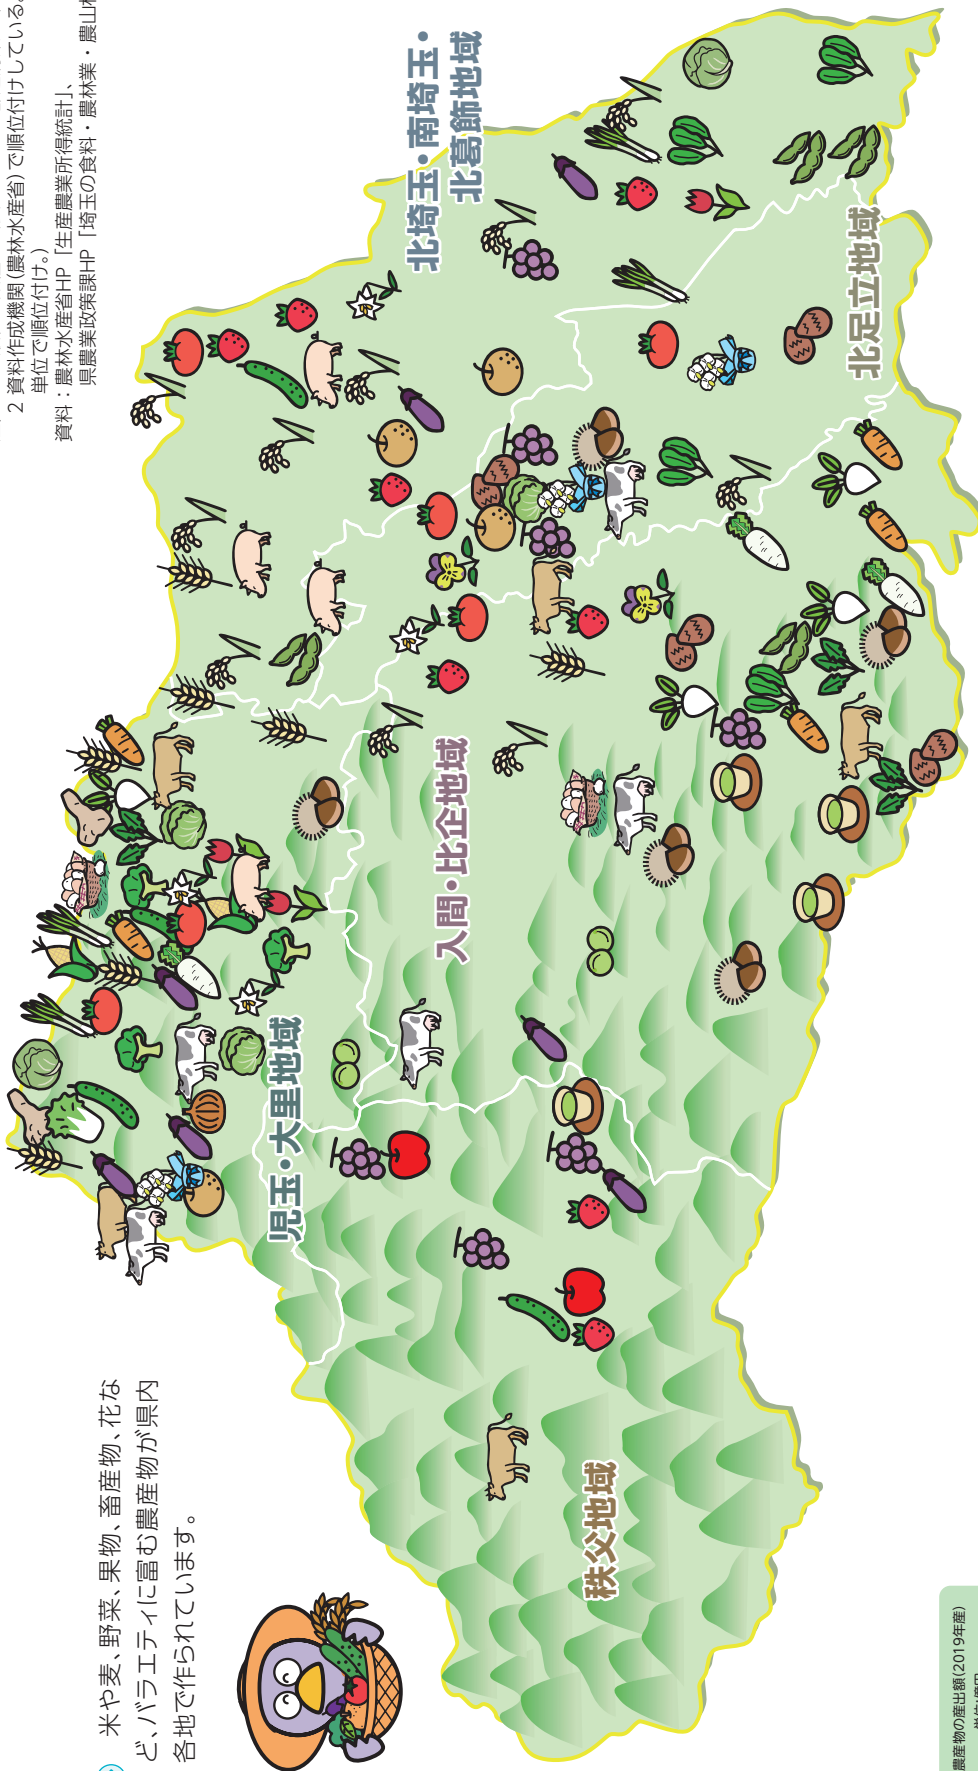 2 資料作成機関(農林水産省)で順位付けしている。
単位で順位付け。)
資料：農林水産省HP「生産農業所得統計」、
県農業政策課HP「埼玉の食料・農林業・農山村
米や麦、野菜、果物、畜産物、花な
ど、バラエティに富む農産物が県内
各地で作られています。
北埼玉・南埼玉・
北葛飾地域
北足立地域
入間・比企地域
児玉・大里地域
秩父地域
農産物の産出額(2019年産)